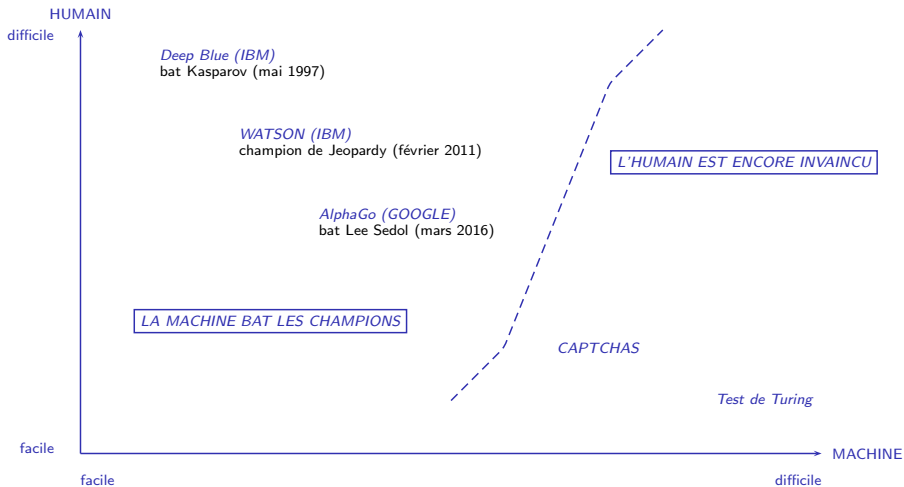 HUMAIN
difficile
Deep Blue (IBM)
bat Kasparov (mai 1997)
WATSON (IBM)
champion de Jeopardy (février 2011)
L'HUMAIN EST ENCORE INVAINCU
AlphaGo (GOOGLE)
bat Lee Sedol (mars 2016)
LA MACHINE BAT LES CHAMPIONS
CAPTCHAS
Test de Turing
facile
MACHINE
facile
difficile